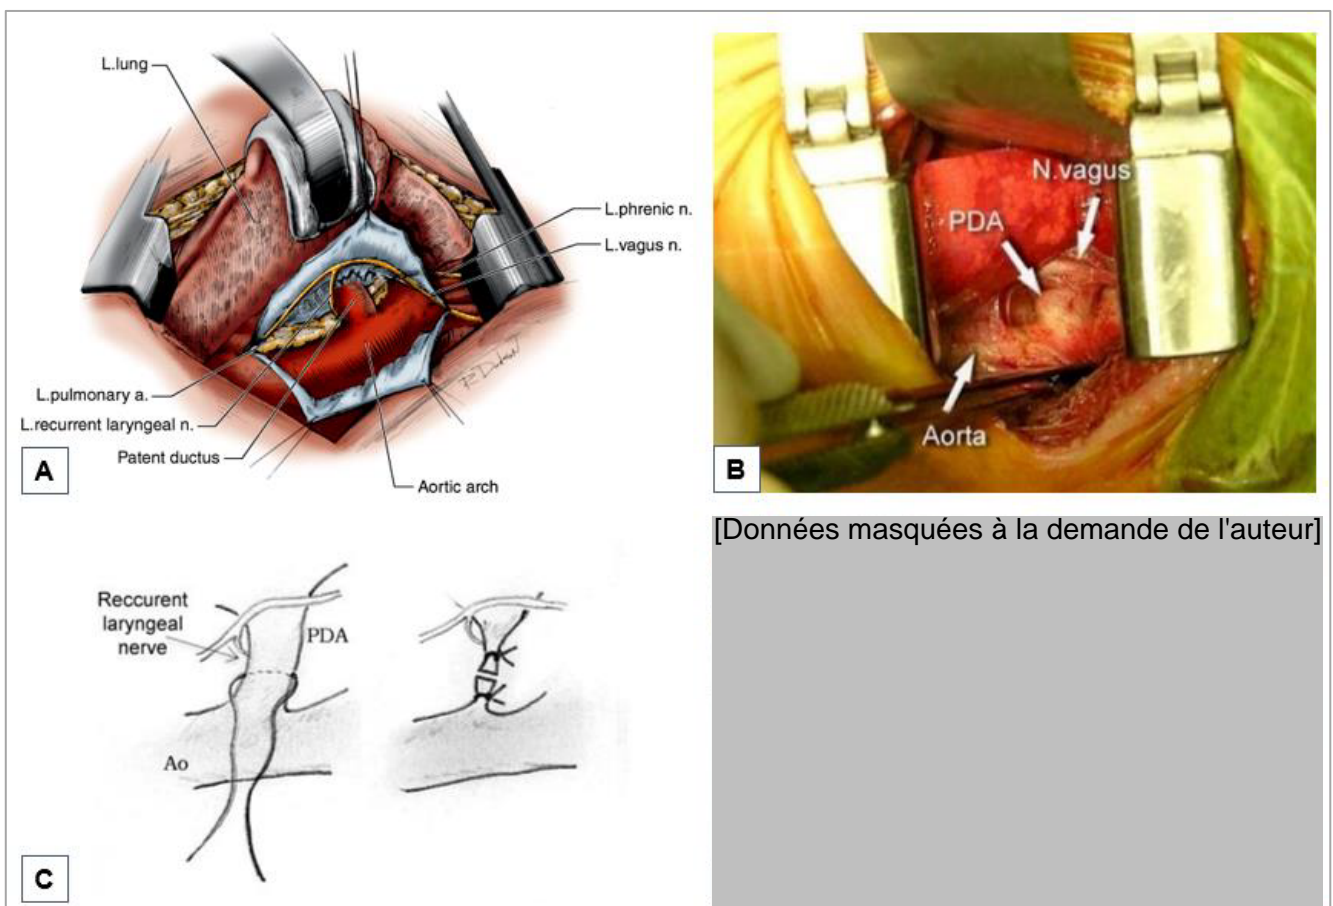 L.lung
L.phrenic n.
L.vagus n.
L.pulmonary a.
L.recurrent laryngeal n.
Patent ductus
Aortic arch
A
N.vagus
PDA
Aorta
B
[Données masquées à la demande de l'auteur]
Reccurent
laryngeal
nerve
PDA
Ao
C